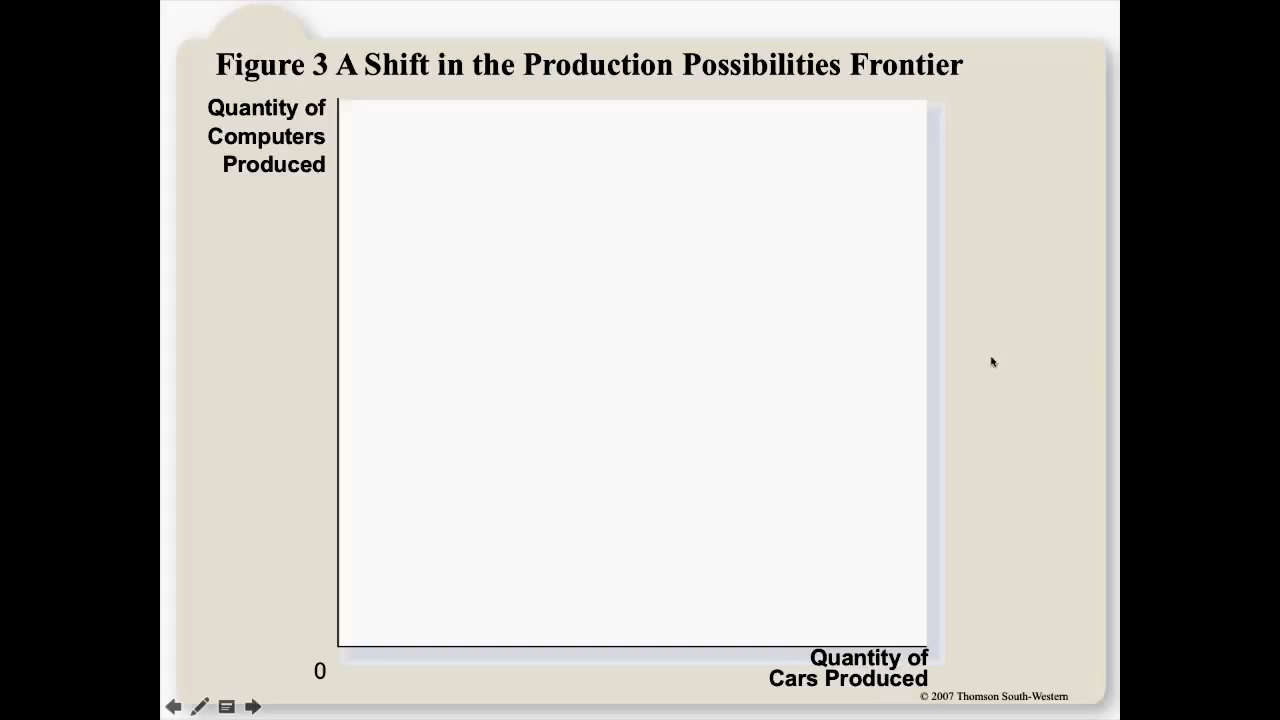 Figure 3 A Shift in the Production Possibilities Frontier
Quantity of
Computers
Produced
0
Quantity of
Cars Produced
© 2007 Thomson South-Western